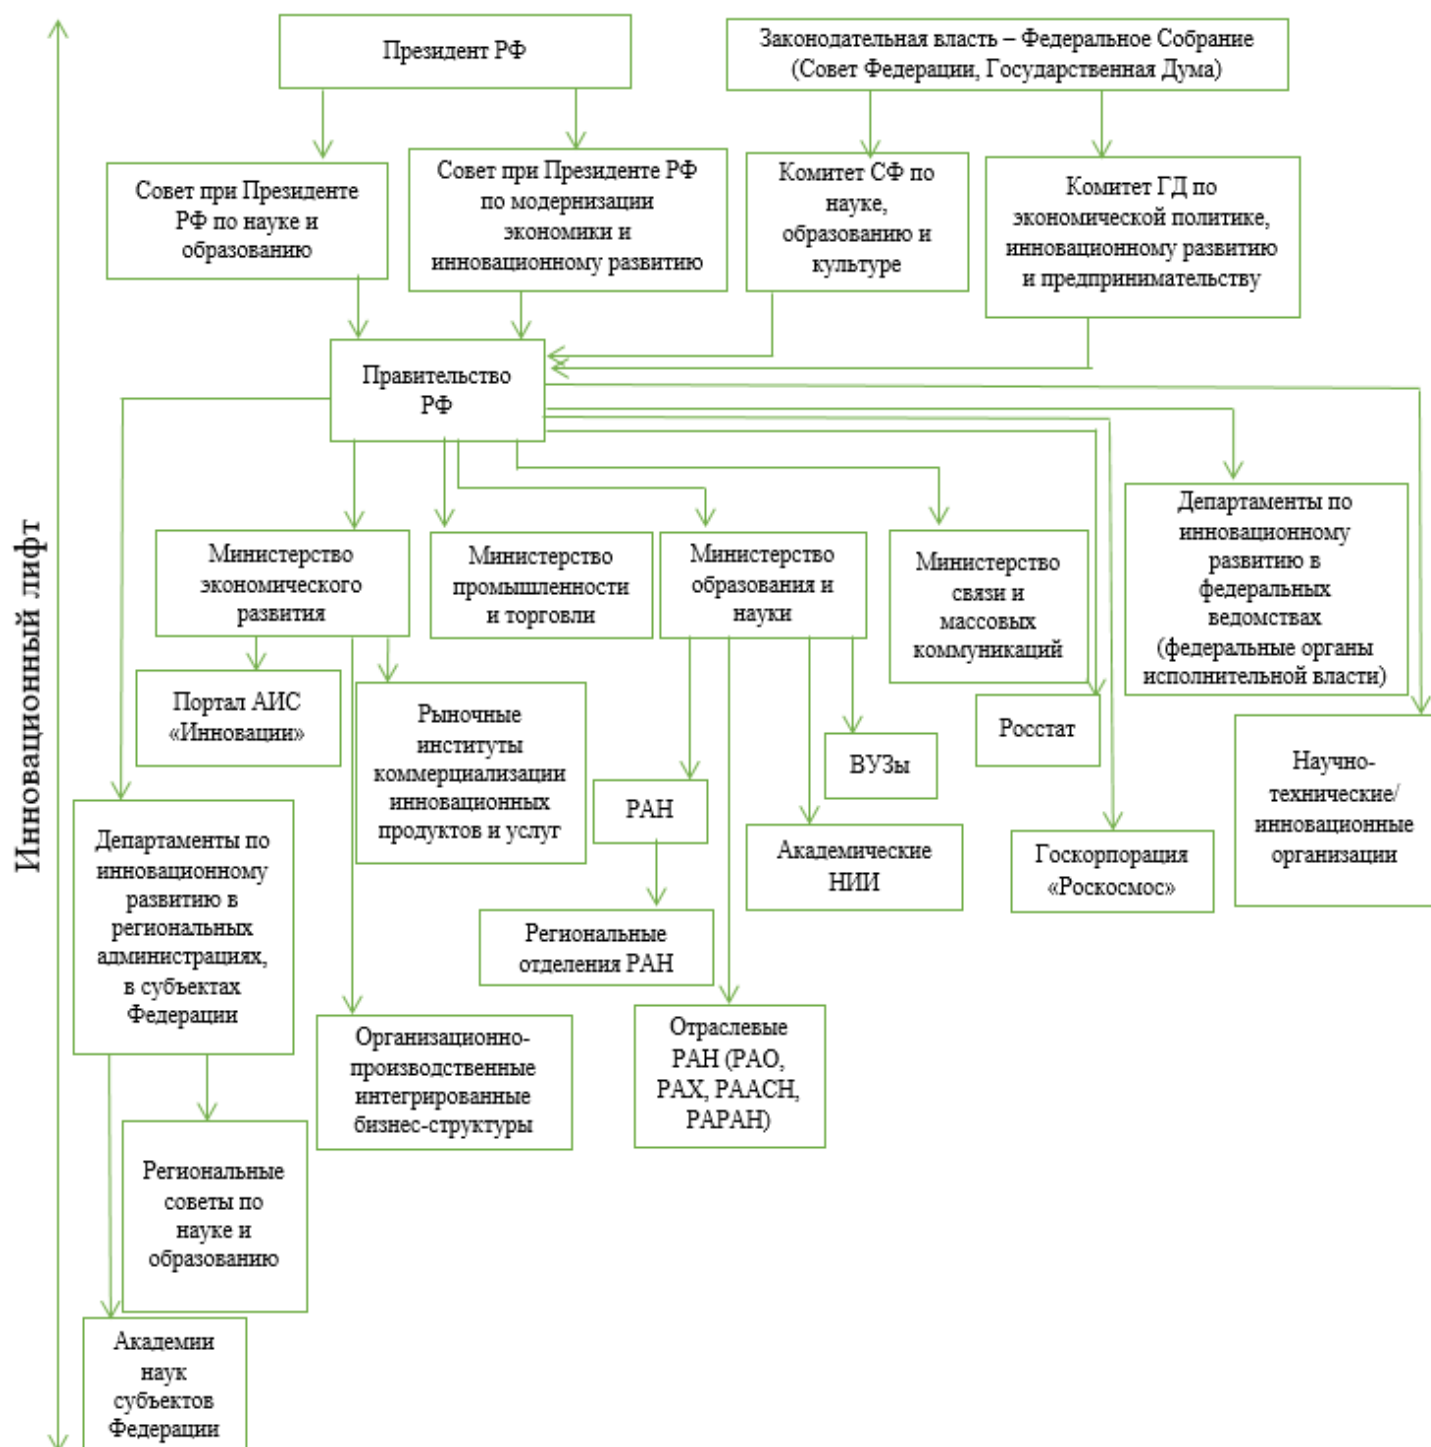 Инновационный лифт
Президент РФ
Законодательная власть – Федеральное Собрание
(Совет Федерации, Государственная Дума)
Совет при Президенте
РФ по науке и
образованию
Совет при Президенте РФ
по модернизации
экономики и
инновационному развитию
Комитет СФ по
науке,
образованию и
культуре
Комитет ГД по
экономической политике,
инновационному развитию
и предпринимательству
Правительство
РФ
Министерство
экономического
развития
Министерство
промышленности
и торговли
Министерство
образования и
науки
Министерство
связи и
массовых
коммуникаций
Департаменты по
инновационному
развитию в
федеральных
ведомствах
(федеральные органы
исполнительной власти)
Портал АИС
«Инновации»
Рыночные
институты
коммерциализации
инновационных
продуктов и услуг
РАН
ВУЗы
Росстат
Научно-
технические/
инновационные
организации
Департаменты по
инновационному
развитию в
региональных
администрациях,
в субъектах
Федерации
Академические
НИИ
Госкорпорация
«Роскосмос»
Региональные
отделения РАН
Организационно-
производственные
интегрированные
бизнес-структуры
Отраслевые
РАН (РАО,
РАХ, РААСН,
РАРАН)
Региональные
советы по
науке и
образованию
Академии
наук
субъектов
Федерации